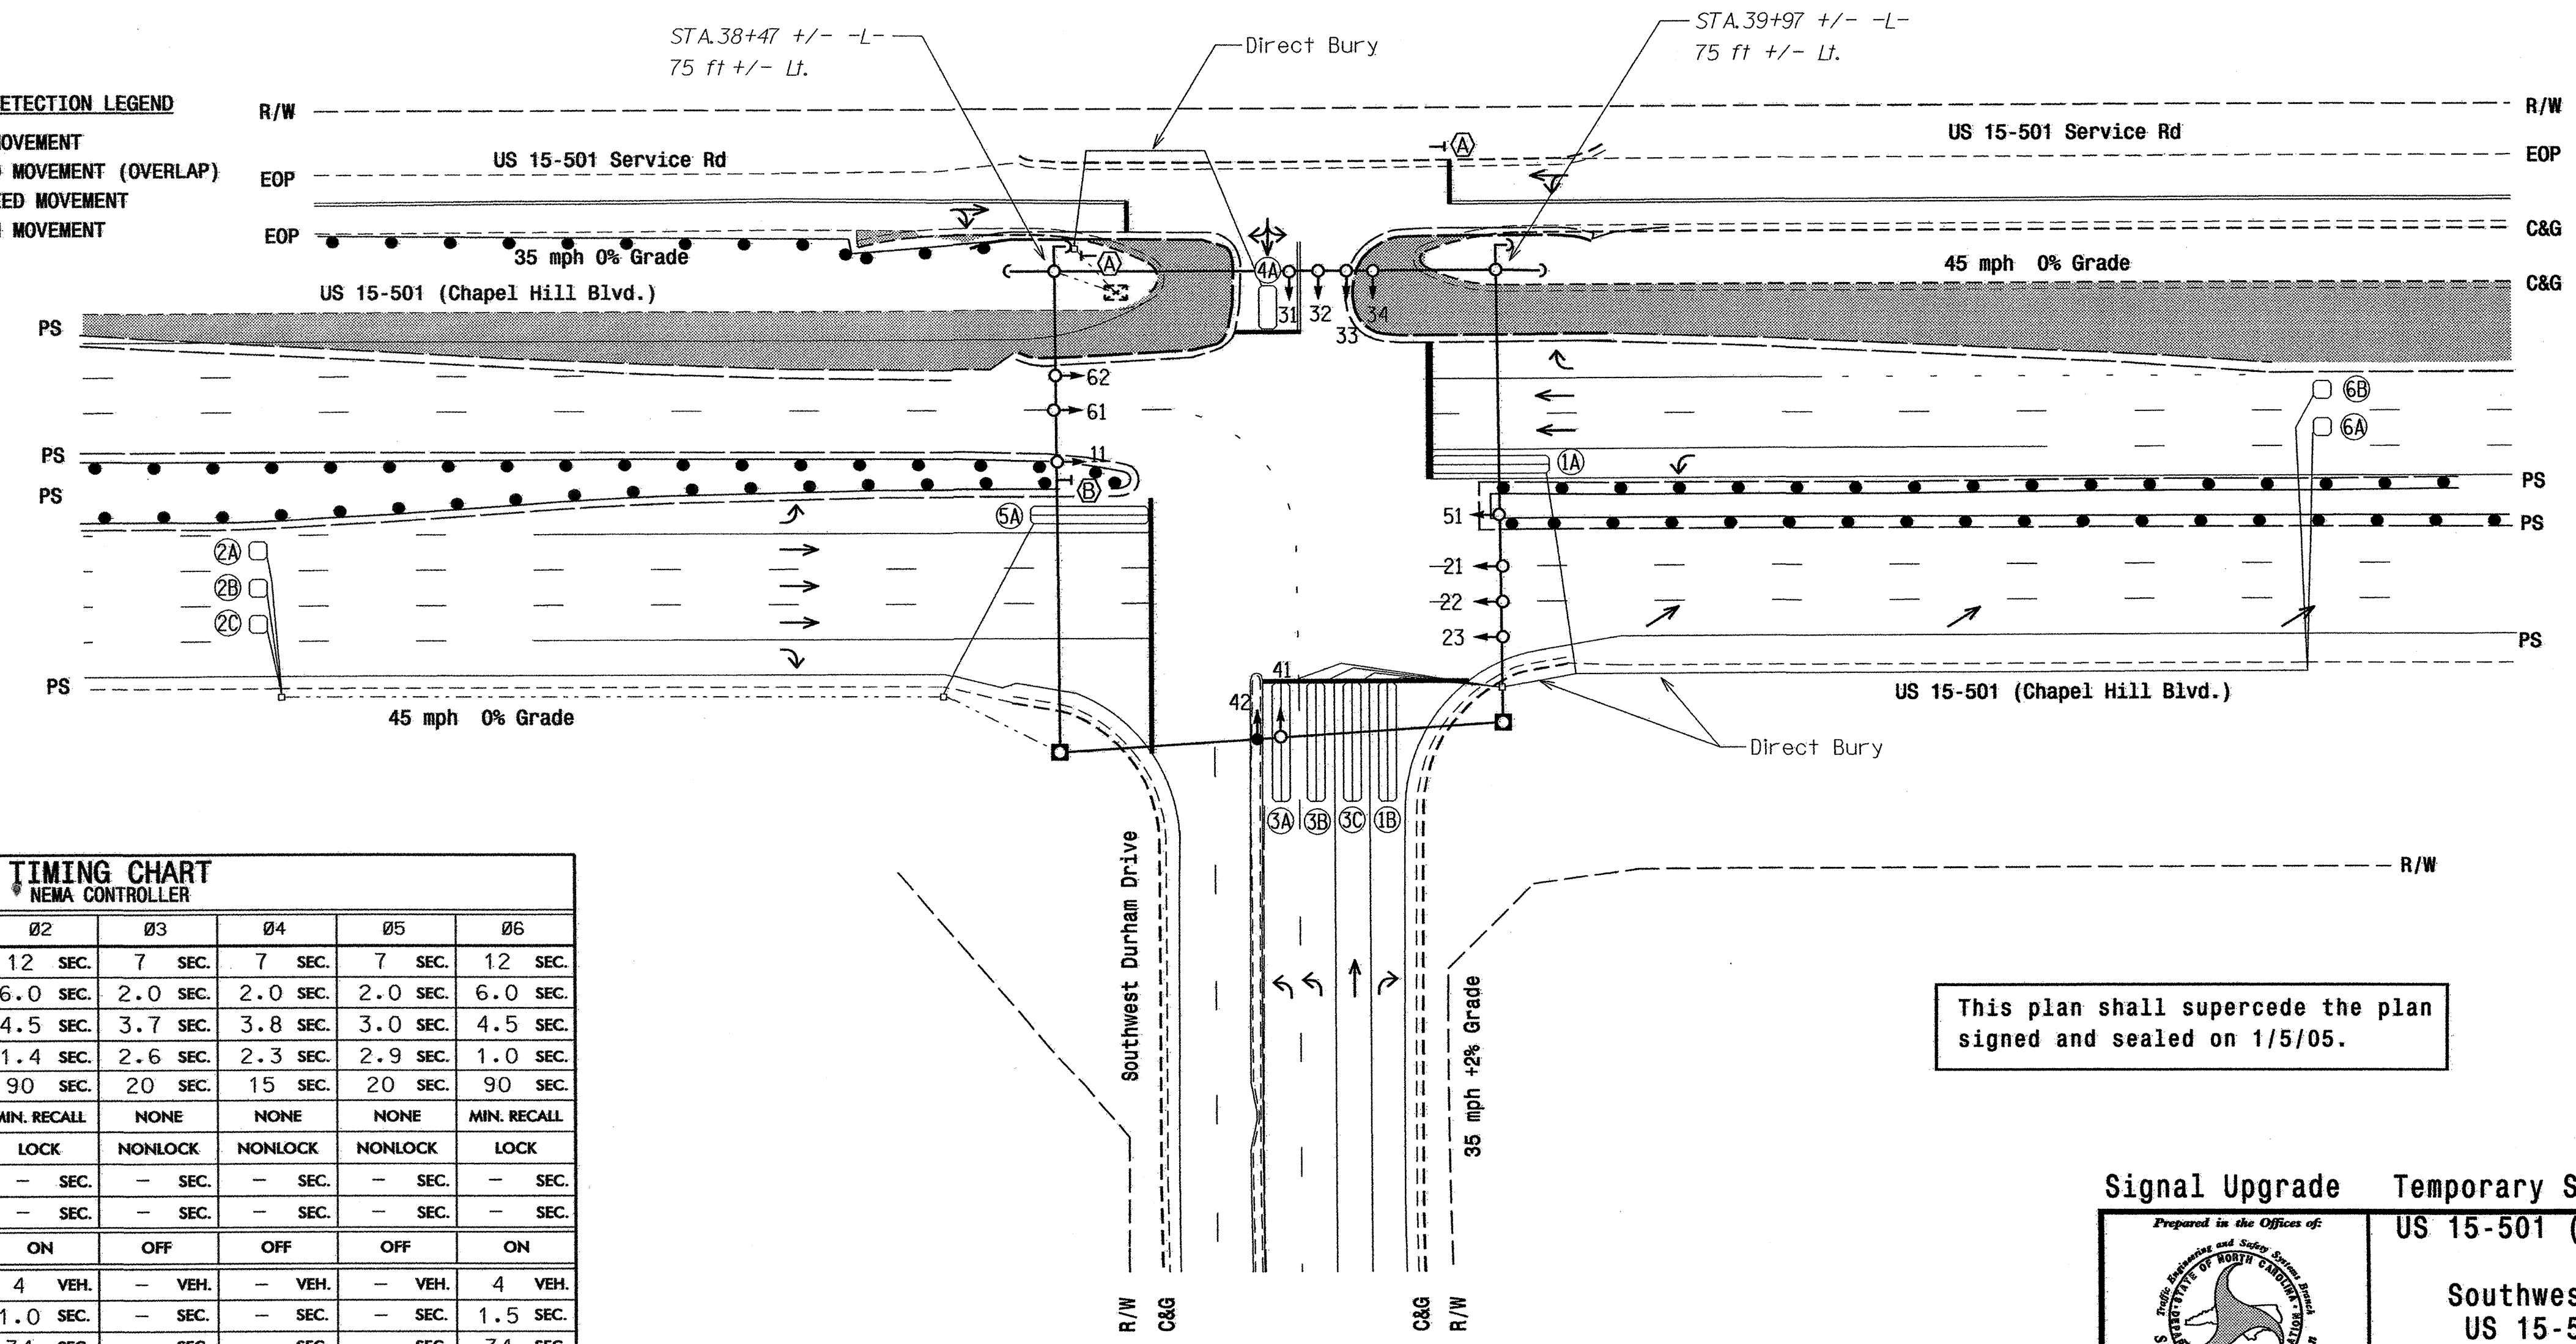 STA.38+47 +/- -L-
75 ft +/- Lt.
Direct Bury
STA.39+97 +/- -L-
75 ft +/- Lt.
ETECTION LEGEND
MOVEMENT
MOVEMENT (OVERLAP)
ED MOVEMENT
MOVEMENT
R/W
R/W
US 15-501 Service Rd
US 15-501 Service Rd
EOP
EOP
EOP
A
C&G
35 mph 0% Grade
A
4A
45 mph 0% Grade
US 15-501 (Chapel Hill Blvd.)
C&G
PS
31 32 33 34
62
61
11
6B
6A
1A
PS
PS
B
PS
5A
51
PS
2A
2B
2C
21
22
23
PS
PS
41
42
45 mph 0% Grade
US 15-501 (Chapel Hill Blvd.)
Direct Bury
3A 3B 3C 1B
Southwest Durham Drive
35 mph +2% Grade
R/W
R/W C&G
C&G R/W
This plan shall supercede the plan
signed and sealed on 1/5/05.
TIMING CHART
NEMA CONTROLLER
Ø2 Ø3 Ø4 Ø5 Ø6
12 SEC. 7 SEC. 7 SEC. 7 SEC. 12 SEC.
6.0 SEC. 2.0 SEC. 2.0 SEC. 2.0 SEC. 6.0 SEC.
4.5 SEC. 3.7 SEC. 3.8 SEC. 3.0 SEC. 4.5 SEC.
1.4 SEC. 2.6 SEC. 2.3 SEC. 2.9 SEC. 1.0 SEC.
90 SEC. 20 SEC. 15 SEC. 20 SEC. 90 SEC.
MIN. RECALL NONE NONE NONE MIN. RECALL
LOCK NONLOCK NONLOCK NONLOCK LOCK
- SEC. - SEC. - SEC. - SEC. - SEC.
- SEC. - SEC. - SEC. - SEC. - SEC.
ON OFF OFF OFF ON
4 VEH. - VEH. - VEH. - VEH. 4 VEH.
1.0 SEC. - SEC. - SEC. - SEC. 1.5 SEC.
Signal Upgrade Temporary S
Prepared in the Offices of:
Traffic Engineering and Safety Systems Branch
STATE OF NORTH CAROLINA
US 15-501 (
Southwes
US 15-5